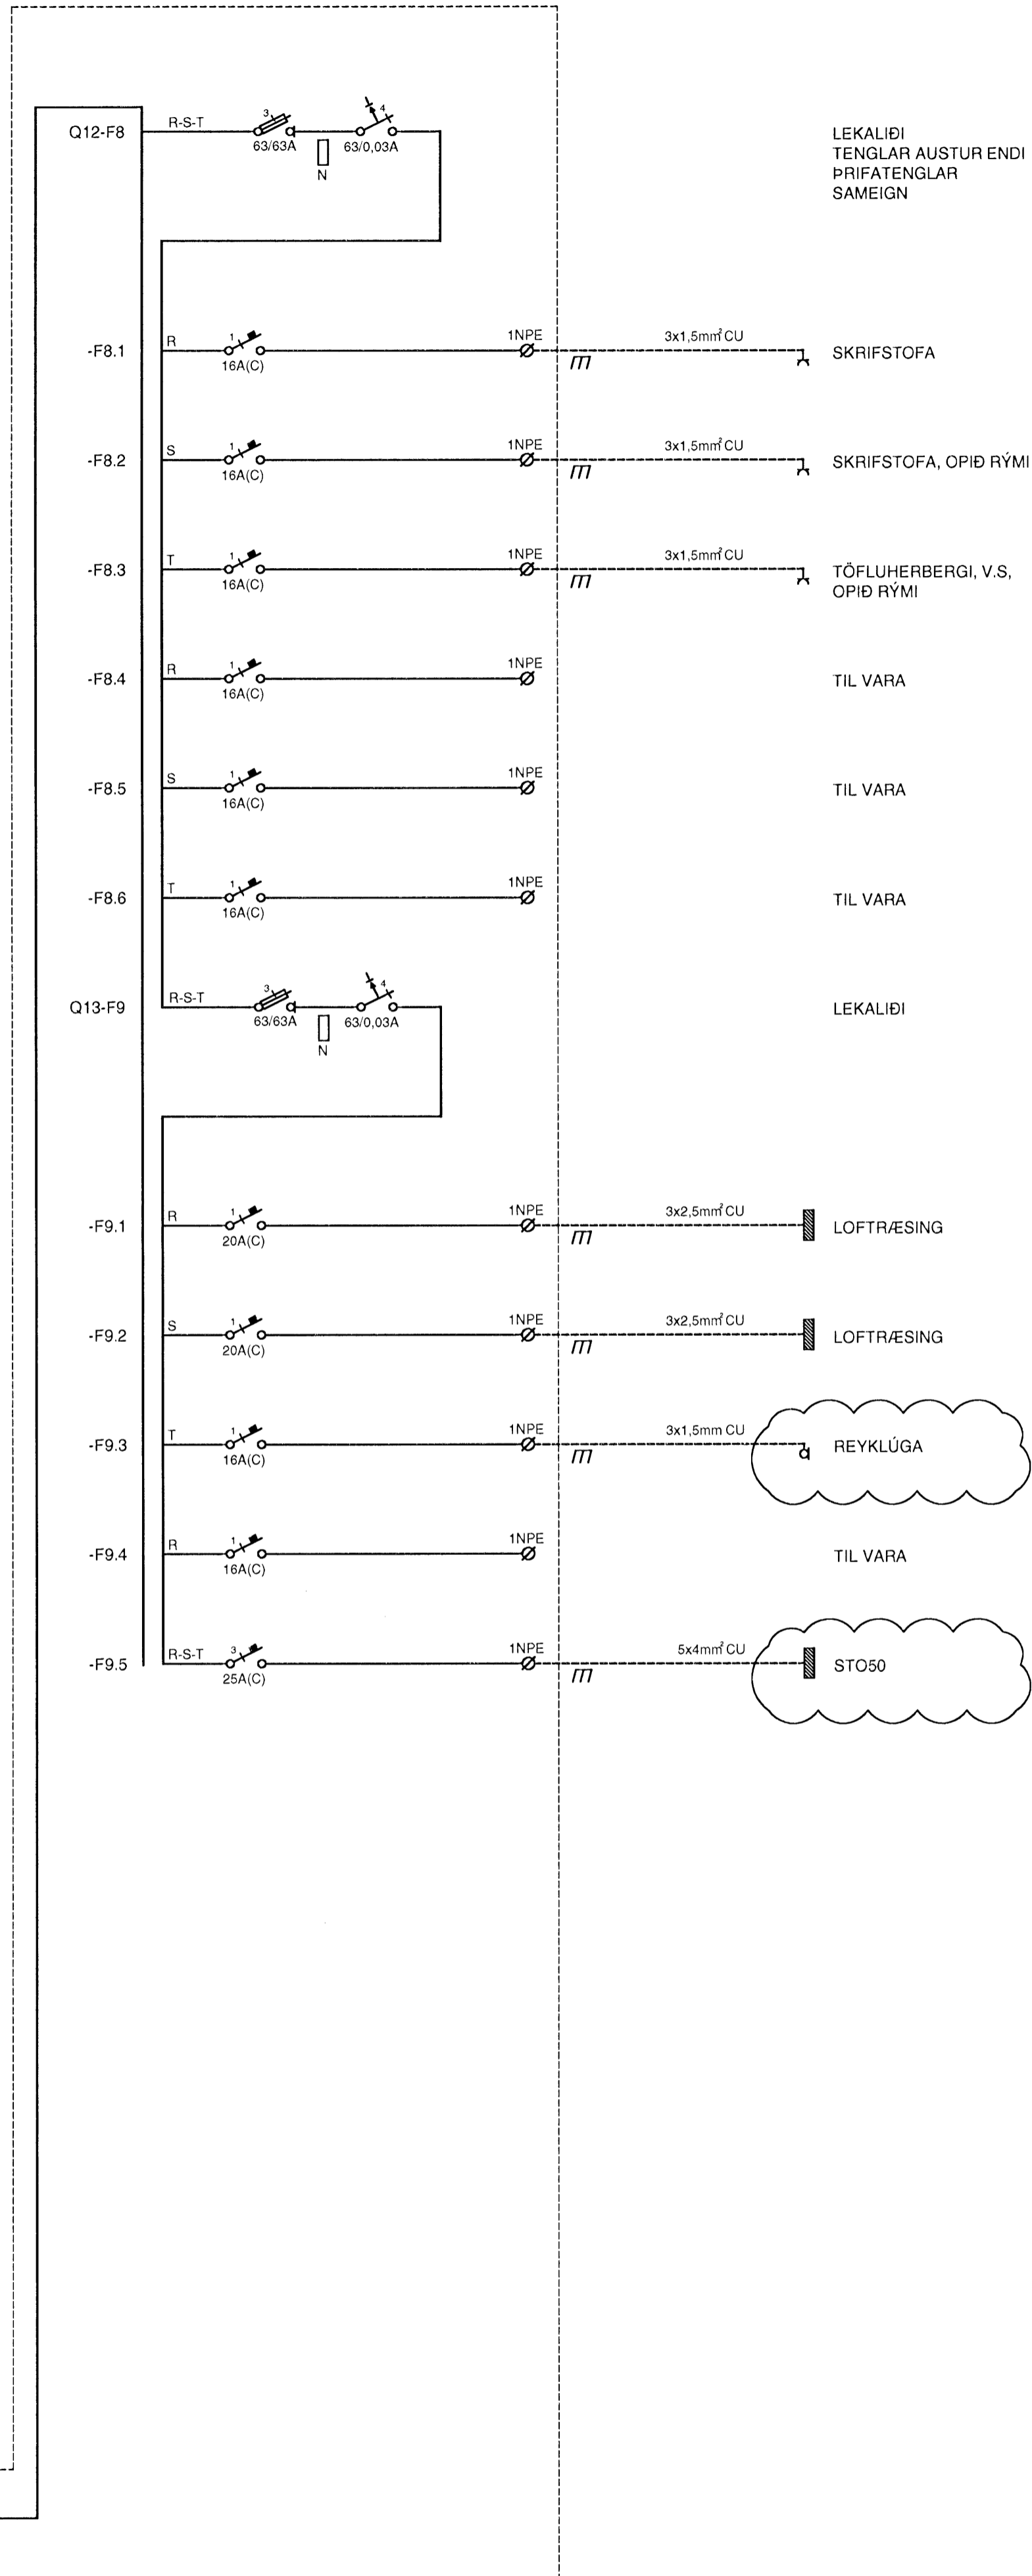 Q12-F8 R-S-T 3 63/63A N 4 63/0,03A LEKALIÐI
TENGLAR AUSTUR ENDI
ÞRIFATENGLAR
SAMEIGN
-F8.1 R 1 16A(C) 1NPE 3x1,5mm² CU SKRIFSTOFA
-F8.2 S 1 16A(C) 1NPE 3x1,5mm² CU SKRIFSTOFA, OPIÐ RÝMI
-F8.3 T 1 16A(C) 1NPE 3x1,5mm² CU TÖFLUHERBERGI, V.S,
OPIÐ RÝMI
-F8.4 R 1 16A(C) 1NPE TIL VARA
-F8.5 S 1 16A(C) 1NPE TIL VARA
-F8.6 T 1 16A(C) 1NPE TIL VARA
Q13-F9 R-S-T 3 63/63A N 4 63/0,03A LEKALIÐI
-F9.1 R 1 20A(C) 1NPE 3x2,5mm² CU LOFTRÆSING
-F9.2 S 1 20A(C) 1NPE 3x2,5mm² CU LOFTRÆSING
-F9.3 T 1 16A(C) 1NPE 3x1,5mm CU REYKLÚGA
-F9.4 R 1 16A(C) 1NPE TIL VARA
-F9.5 R-S-T 3 25A(C) 1NPE 5x4mm² CU STO50